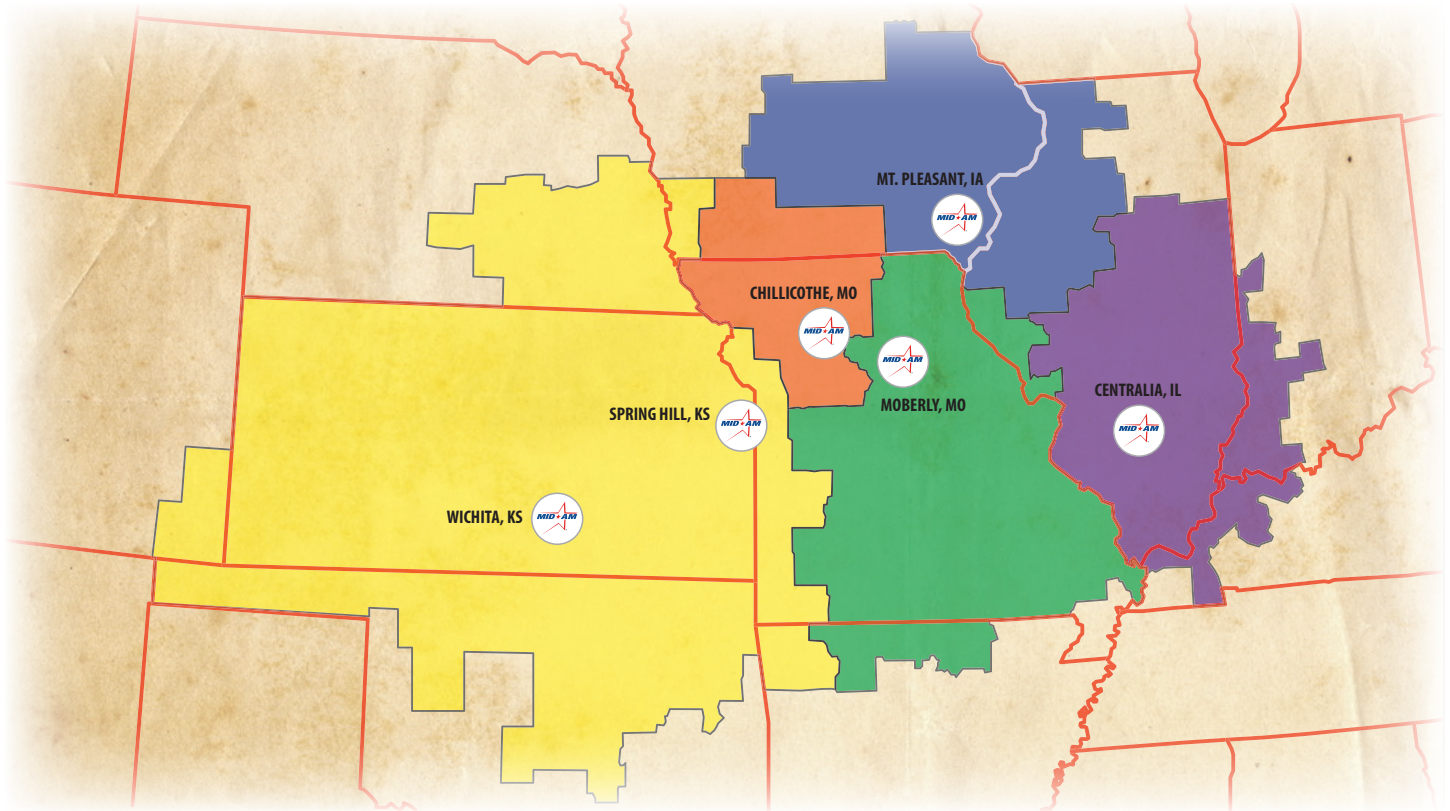 MT. PLEASANT, IA
MID★AM
CHILLICOTHE, MO
MID★AM
MID★AM
MOBERLY, MO
SPRING HILL, KS
MID★AM
CENTRALIA, IL
MID★AM
WICHITA, KS
MID★AM